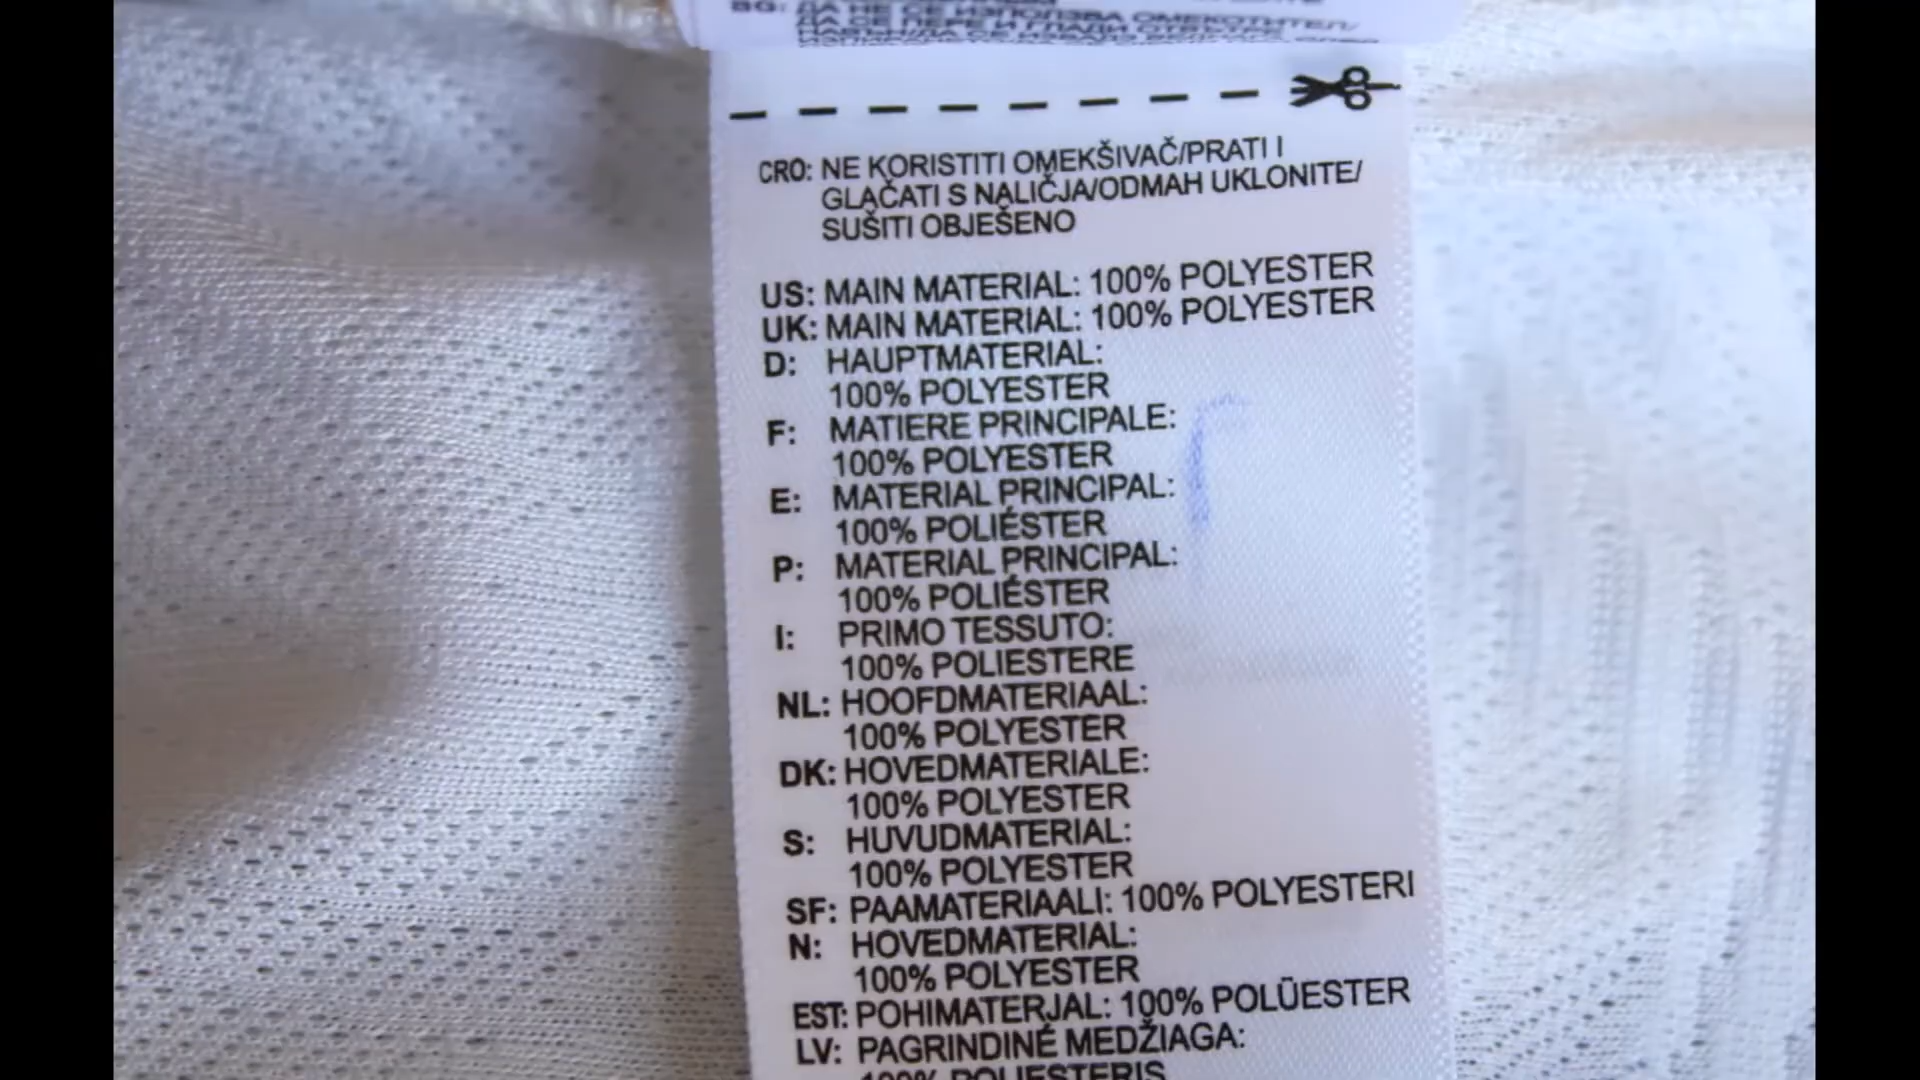 BG: ДА НЕ СЕ ИЗПОЛЗВА ОМЕКОТИТЕЛ/
ДА СЕ ПЕРЕ И ГЛАДИ ОТВЪТРЕ
НАВЪН/ДА СЕ
CRO: NE KORISTITI OMEKŠIVAČ/PRATI I
GLAČATI S NALIČJA/ODMAH UKLONITE/
SUŠITI OBJEŠENO
US: MAIN MATERIAL: 100% POLYESTER
UK: MAIN MATERIAL: 100% POLYESTER
D: HAUPTMATERIAL:
100% POLYESTER
F: MATIERE PRINCIPALE:
100% POLYESTER
E: MATERIAL PRINCIPAL:
100% POLIÉSTER
P: MATERIAL PRINCIPAL:
100% POLIÉSTER
I: PRIMO TESSUTO:
100% POLIESTERE
NL: HOOFDMATERIAAL:
100% POLYESTER
DK: HOVEDMATERIALE:
100% POLYESTER
S: HUVUDMATERIAL:
100% POLYESTER
SF: PAAMATERIAALI: 100% POLYESTERI
N: HOVEDMATERIAL:
100% POLYESTER
EST: POHIMATERJAL: 100% POLÜESTER
LV: PAGRINDINÉ MEDŽIAGA:
100% POLIESTERIS